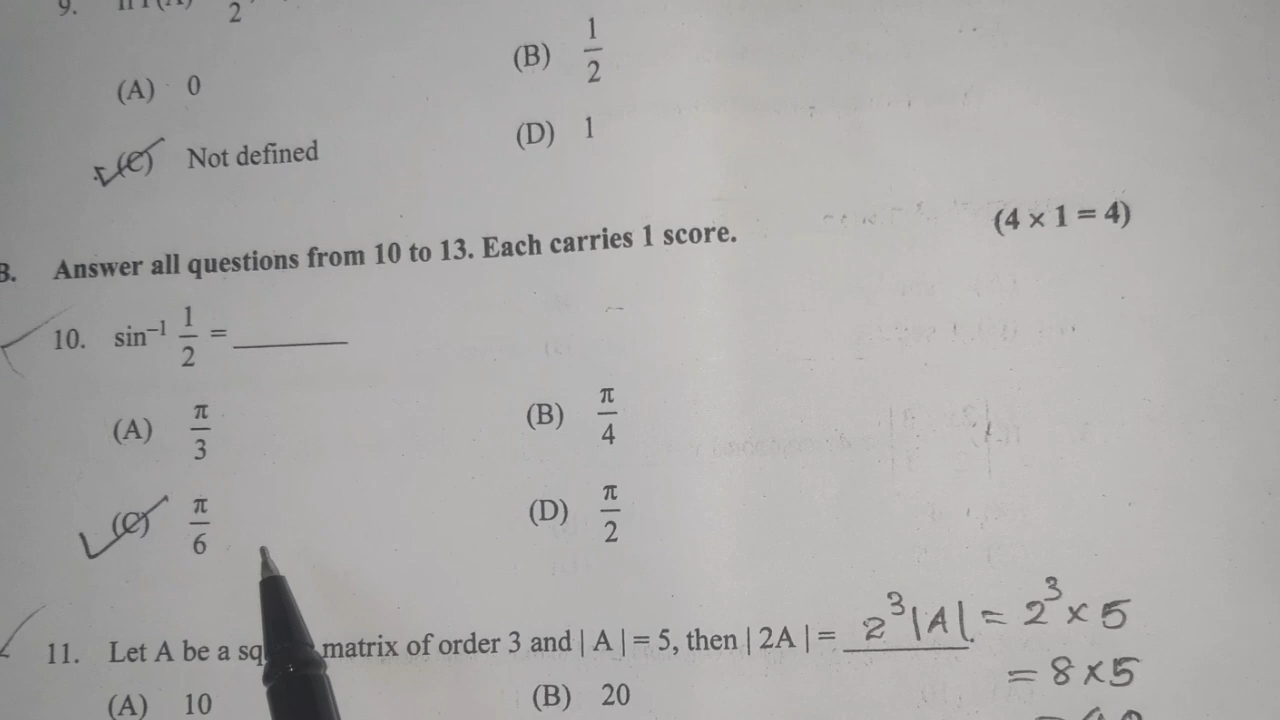 9.
2
(B) 1/2
(A) 0
(C) Not defined
(D) 1
B. Answer all questions from 10 to 13. Each carries 1 score. (4 × 1 = 4)
10. sin⁻¹ 1/2 = ________
(A) π/3 (B) π/4
(C) π/6 (D) π/2
11. Let A be a sq matrix of order 3 and | A | = 5, then | 2A | = 2³|A|. = 2³ × 5
= 8 × 5
(A) 10 (B) 20